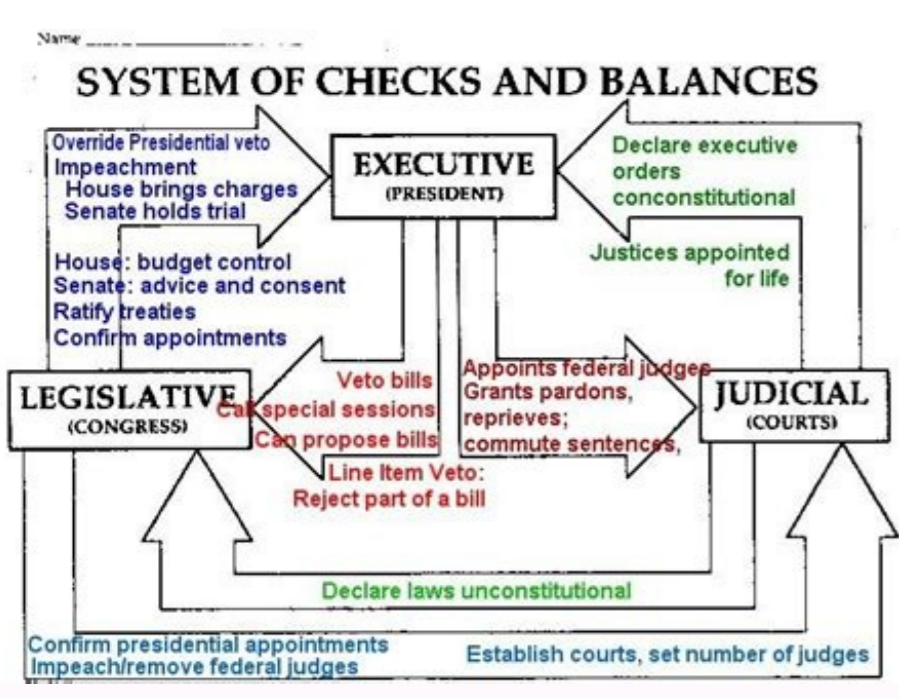 Name
SYSTEM OF CHECKS AND BALANCES
Override Presidential veto
Impeachment
House brings charges
Senate holds trial
House: budget control
Senate: advice and consent
Ratify treaties
Confirm appointments
EXECUTIVE
(PRESIDENT)
Declare executive
orders
conconstitutional
Justices appointed
for life
LEGISLATIVE
(CONGRESS)
Veto bills
Call special sessions
Can propose bills
Line Item Veto:
Reject part of a bill
Appoints federal judges
Grants pardons,
reprieves;
commute sentences,
JUDICIAL
(COURTS)
Declare laws unconstitutional
Confirm presidential appointments
Impeach/remove federal judges
Establish courts, set number of judges